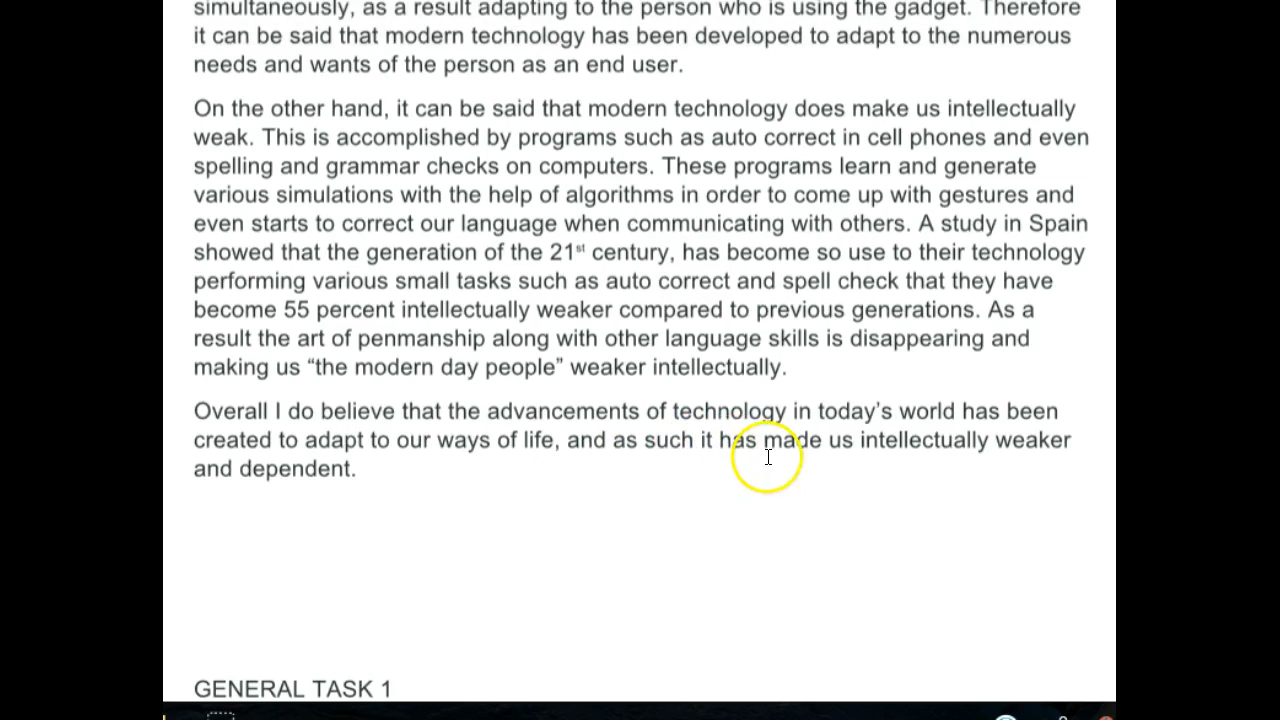 simultaneously, as a result adapting to the person who is using the gadget. Therefore
it can be said that modern technology has been developed to adapt to the numerous
needs and wants of the person as an end user.
On the other hand, it can be said that modern technology does make us intellectually
weak. This is accomplished by programs such as auto correct in cell phones and even
spelling and grammar checks on computers. These programs learn and generate
various simulations with the help of algorithms in order to come up with gestures and
even starts to correct our language when communicating with others. A study in Spain
showed that the generation of the 21st century, has become so use to their technology
performing various small tasks such as auto correct and spell check that they have
become 55 percent intellectually weaker compared to previous generations. As a
result the art of penmanship along with other language skills is disappearing and
making us “the modern day people” weaker intellectually.
Overall I do believe that the advancements of technology in today’s world has been
created to adapt to our ways of life, and as such it has made us intellectually weaker
and dependent.
GENERAL TASK 1